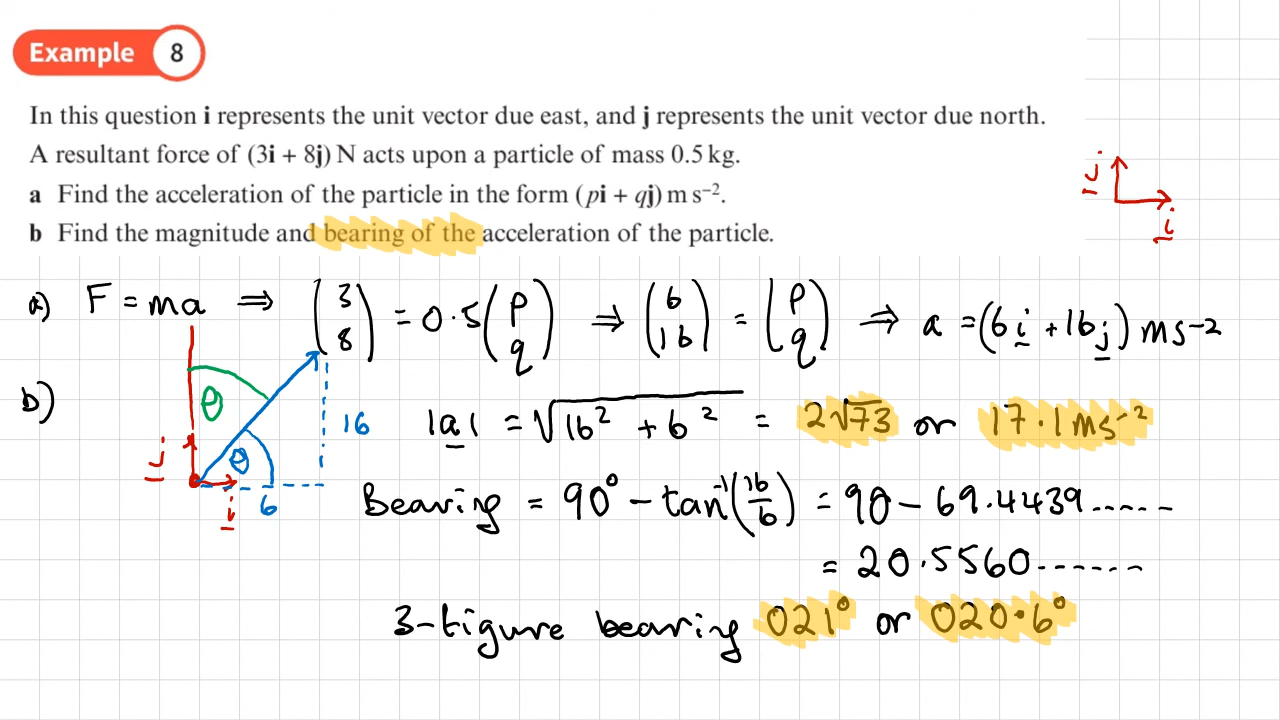 Example 8
In this question i represents the unit vector due east, and j represents the unit vector due north.
A resultant force of (3i + 8j) N acts upon a particle of mass 0.5 kg.
a Find the acceleration of the particle in the form (pi + qj) m s⁻².
b Find the magnitude and bearing of the acceleration of the particle.
j
i
a) F = ma ⇒ (3 8) = 0.5 (p q) ⇒ (6 16) = (p q) ⇒ a = (6i + 16j) ms-2
b) θ 16 |a| = √16² + 6² = 2√73 or 17.1 ms⁻²
j θ 6 i
Bearing = 90° - tan⁻¹(16/6) = 90 - 69.4439.....
= 20.5560......
3-figure bearing 021° or 020.6°